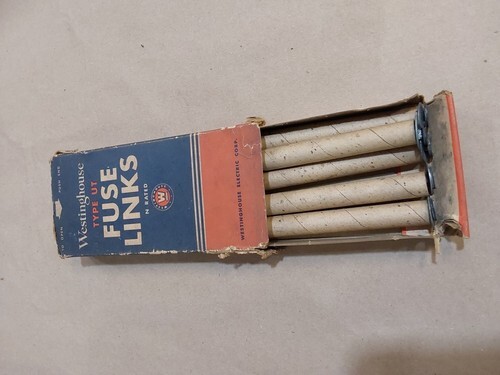 Westinghouse
TYPE UT
FUSE
LINKS
N RATED
W
WESTINGHOUSE ELECTRIC CORP.